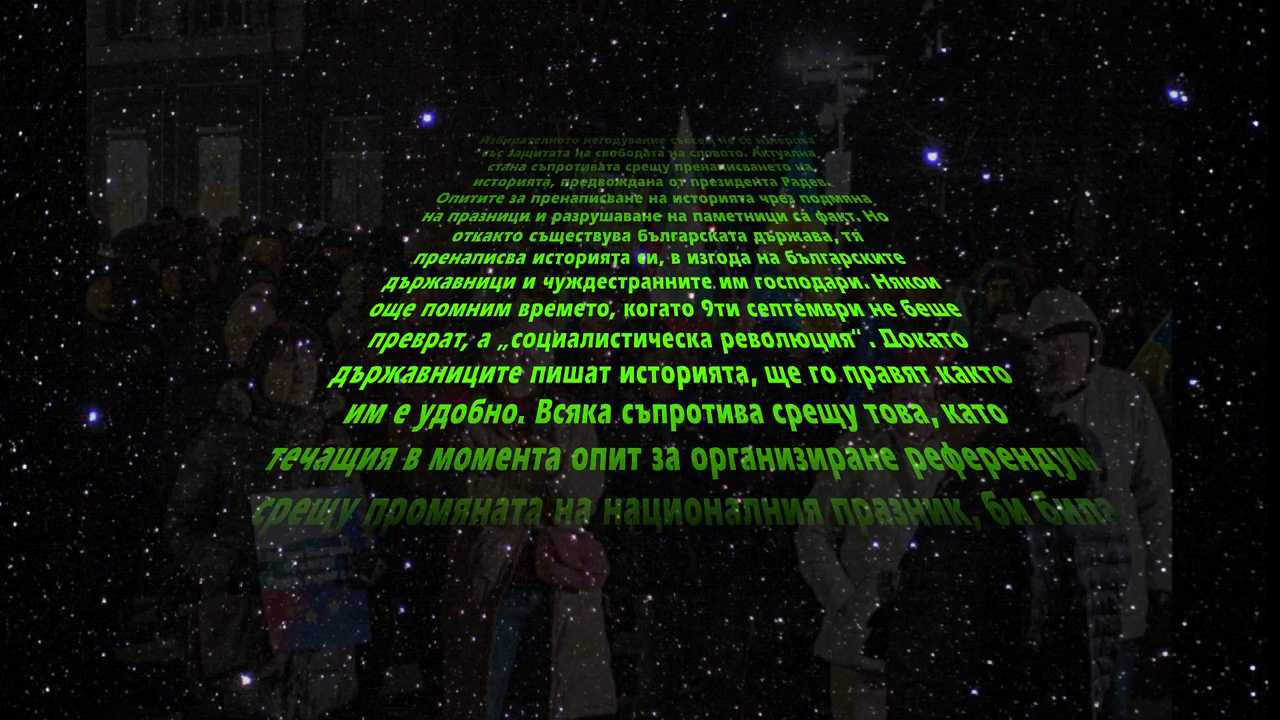 Избирателното негодувание съвсем не се изчерпва
със защитата на свободата на словото. Актуална
стана съпротивата срещу пренаписването на
историята, предвождана от президента Радев.
Опитите за пренаписване на историята чрез подмяна
на празници и разрушаване на паметници са факт. Но
откакто съществува българската държава, тя
пренаписва историята си, в изгода на българските
държавници и чуждестранните им господари. Някои
още помним времето, когато 9ти септември не беше
преврат, а „социалистическа революция“ . Докато
държавниците пишат историята, ще го правят както
им е удобно. Всяка съпротива срещу това, като
течащия в момента опит за организиране референдум
срещу промяната на националния празник, би била